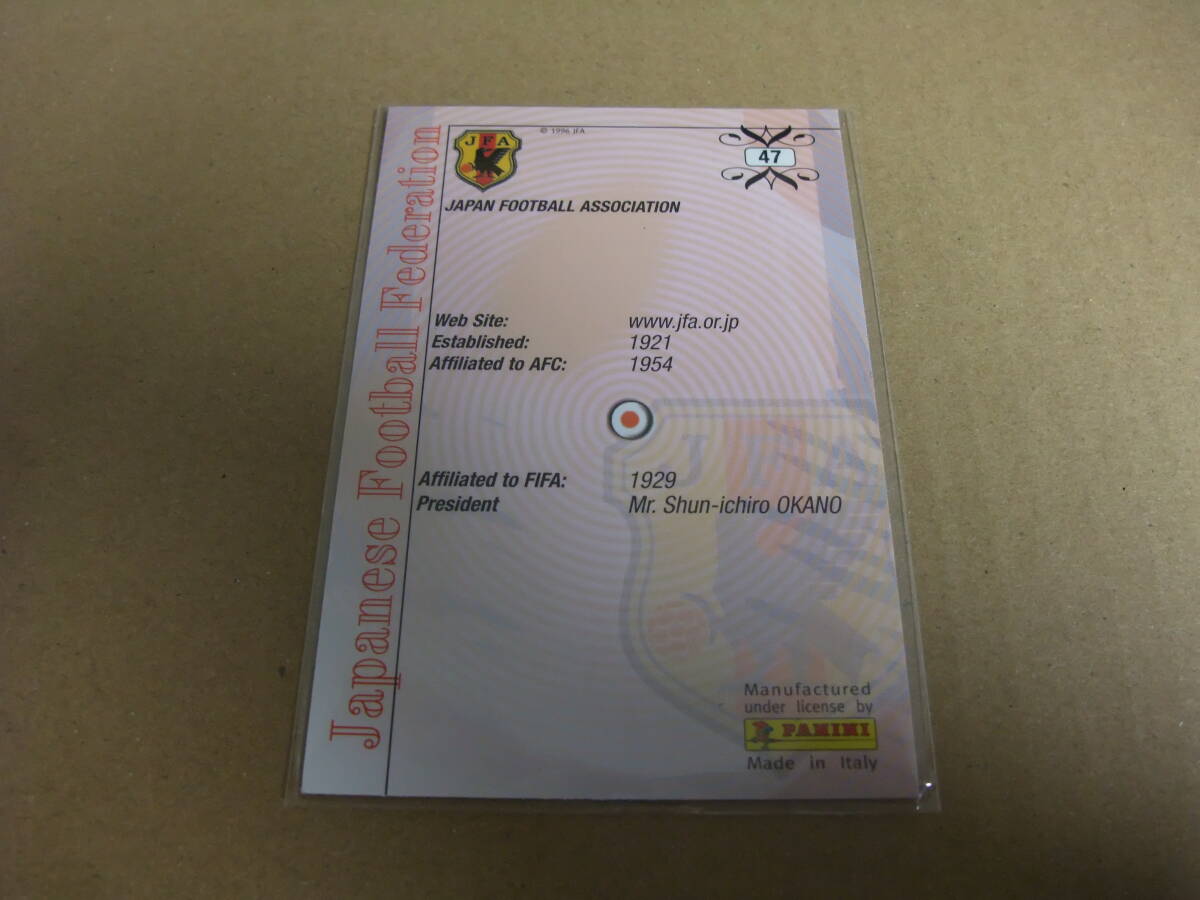 Japanese Football Federation
JFA
© 1996 JFA
47
JAPAN FOOTBALL ASSOCIATION
Web Site: www.jfa.or.jp
Established: 1921
Affiliated to AFC: 1954
JFA
Affiliated to FIFA: 1929
President Mr. Shun-ichiro OKANO
Manufactured
under license by
PANINI
Made in Italy